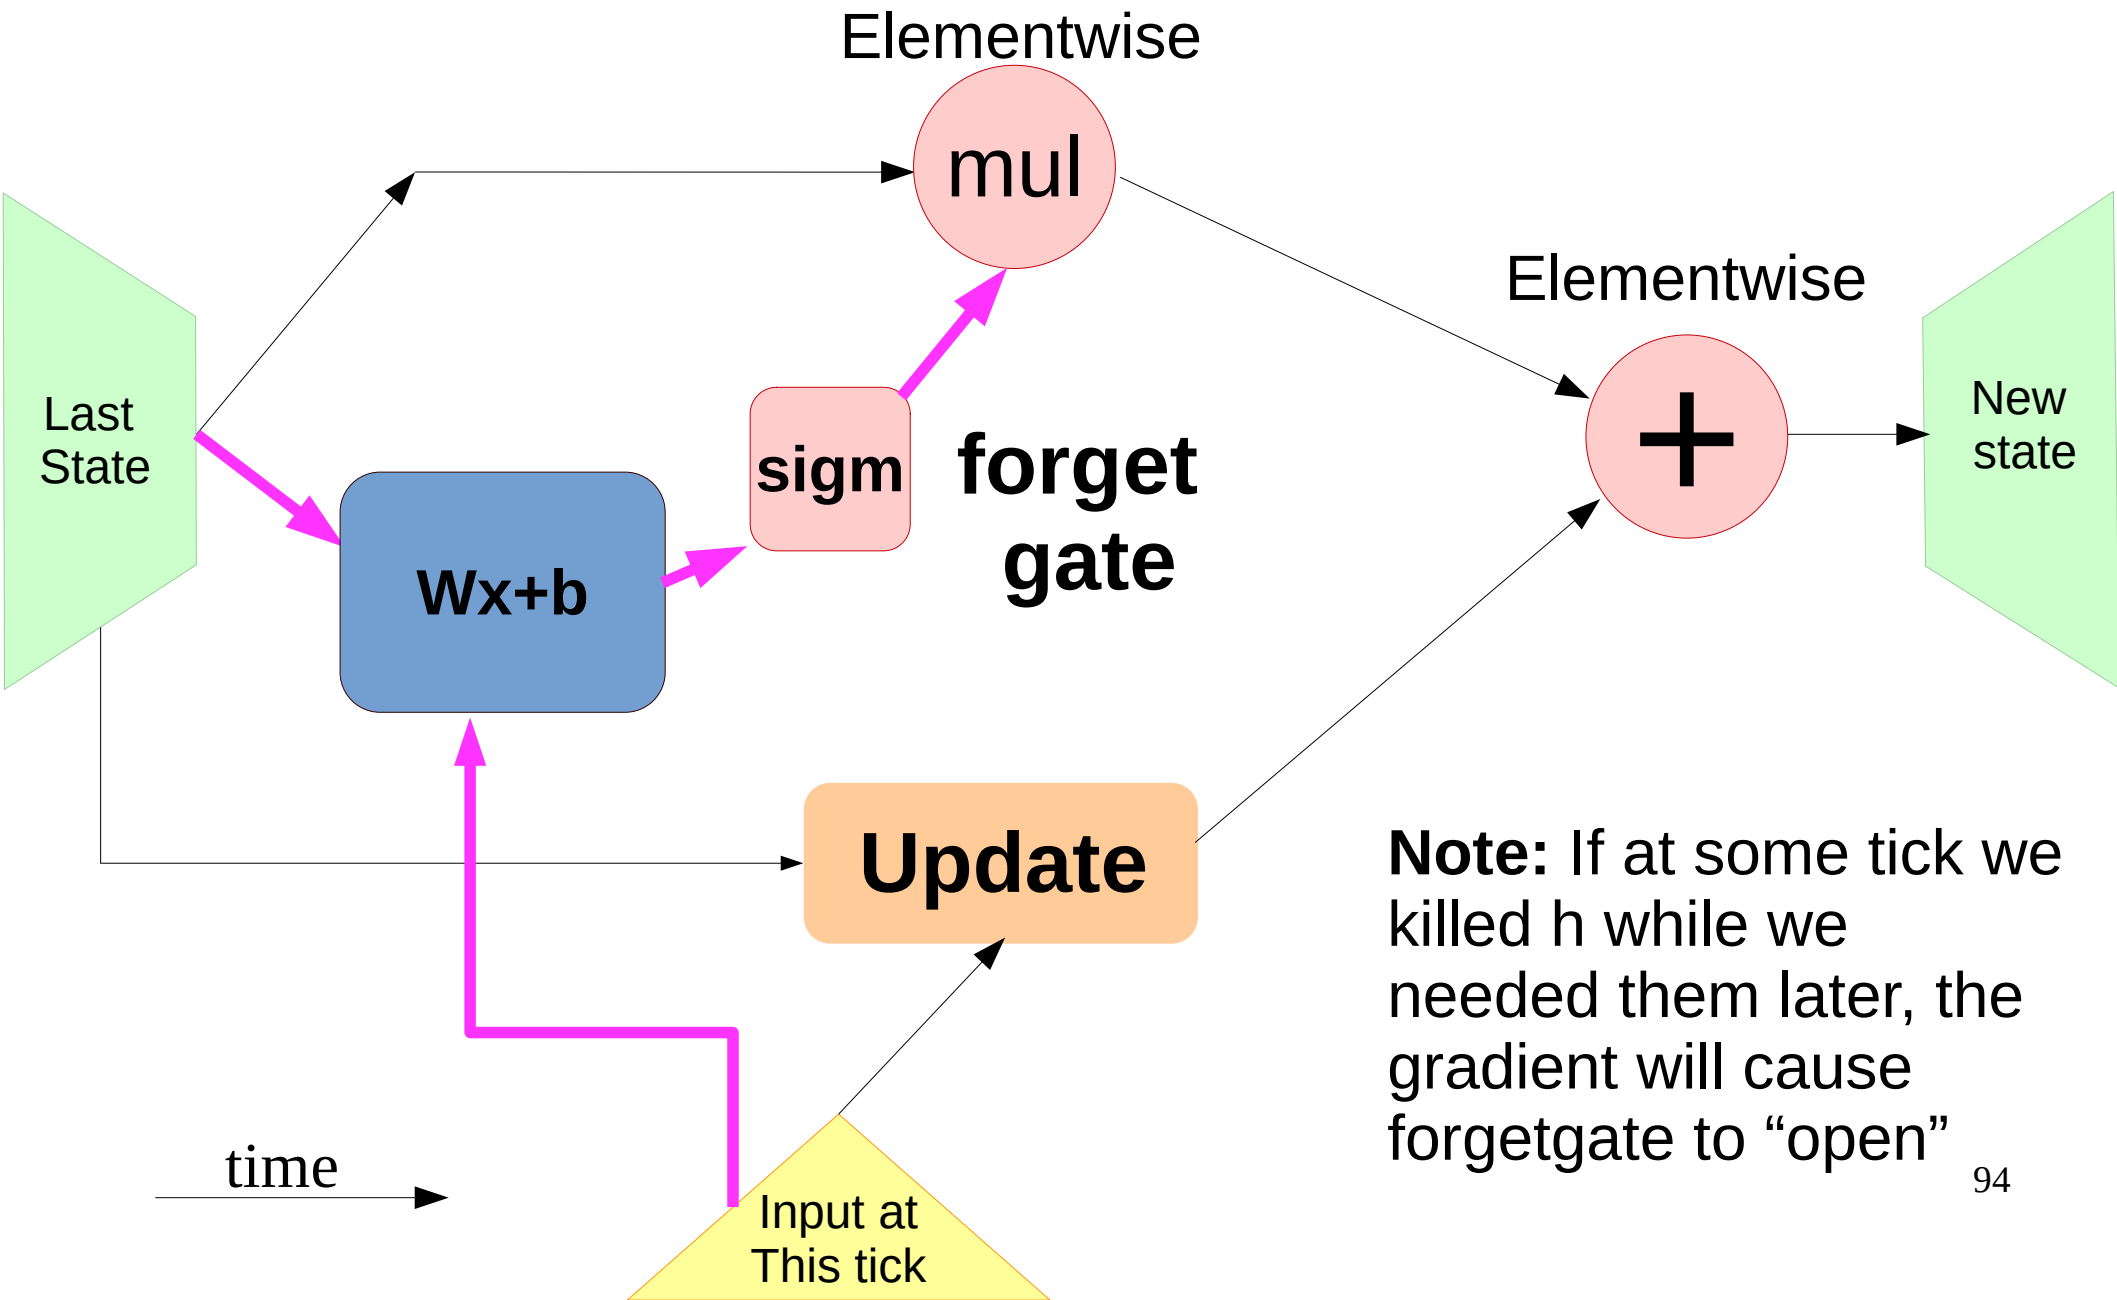 Elementwise
mul
Elementwise
+
Last
State
New
state
sigm
forget
gate
Wx+b
Update
Note: If at some tick we
killed h while we
needed them later, the
gradient will cause
forgetgate to “open”
time
94
Input at
This tick